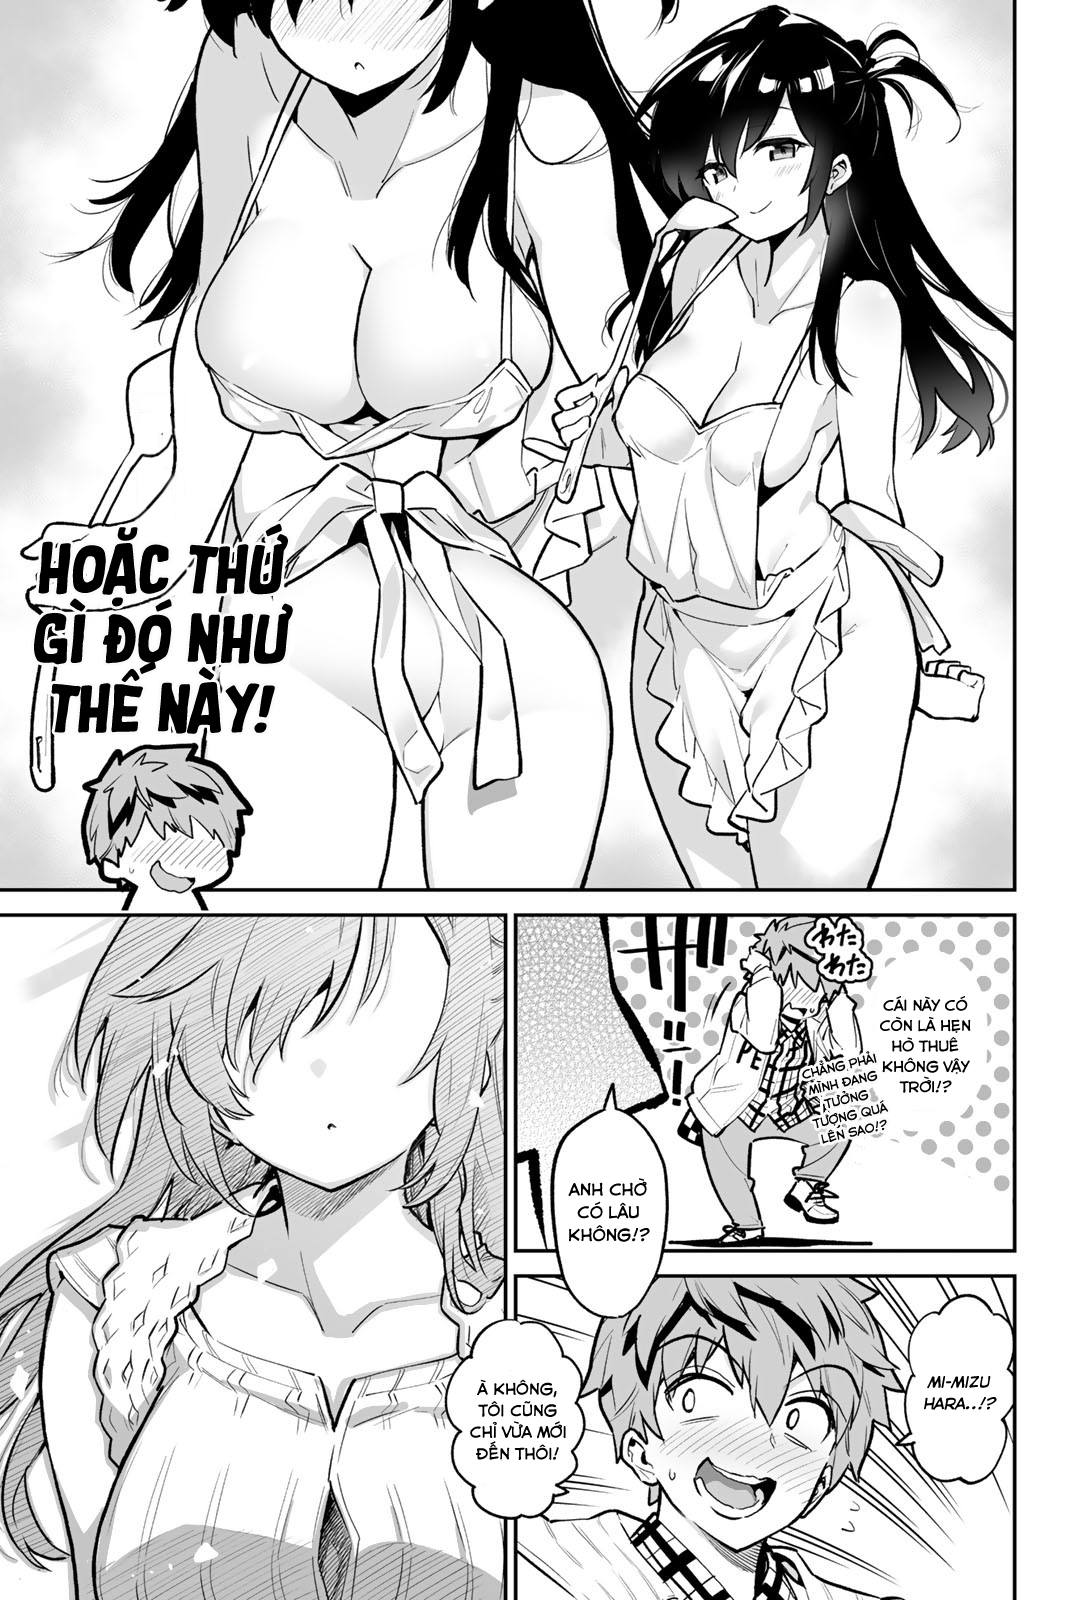 HOẶC THỨ
GÌ ĐÓ NHƯ
THẾ NÀY!
わた
わた
CÁI NÀY CÓ
CÒN LÀ HẸN
HÒ THUÊ
KHÔNG VẬY
TRỜI!?
CHẲNG PHẢI
MÌNH ĐANG
TƯỞNG
TƯỢNG QUÁ
LÊN SAO!?
PE
ANH CHỜ
CÓ LÂU
KHÔNG!?
MI-MIZU
HARA..!?
À KHÔNG,
TÔI CŨNG
CHỈ VỪA MỚI
ĐẾN THÔI!